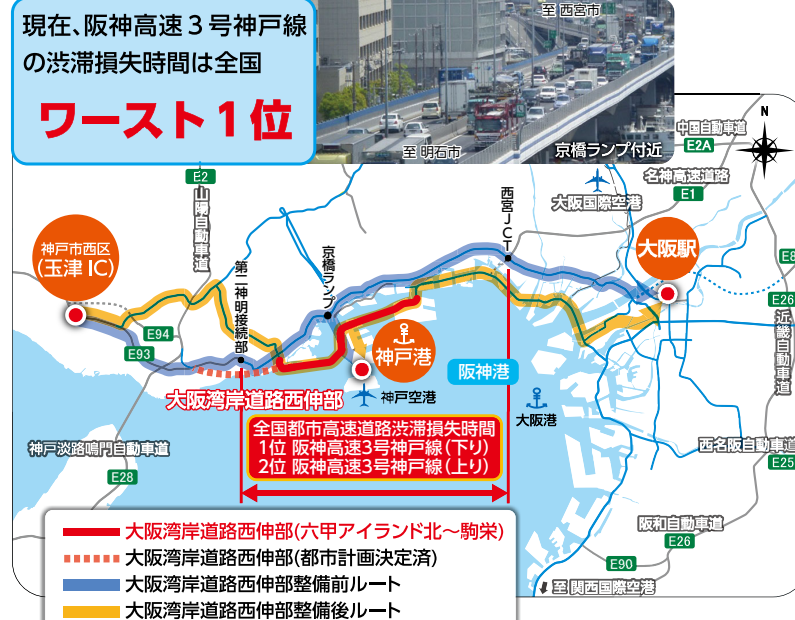 現在、阪神高速3号神戸線
の渋滞損失時間は全国
ワースト1位
至 西宮市
至 明石市
京橋ランプ付近
N
中国自動車道
E2A
名神高速道路
E1
大阪国際空港
E2
山陽自動車道
西宮JCT
神戸市西区
(玉津IC)
第二神明接続部
京橋ランプ
大阪駅
E8
E26
近畿自動車道
E94
E93
神戸港
阪神港
大阪湾岸道路西伸部
神戸空港
大阪港
全国都市高速道路渋滞損失時間
1位 阪神高速3号神戸線(下り)
2位 阪神高速3号神戸線(上り)
神戸淡路鳴門自動車道
E28
西名阪自動車道
E25
阪和自動車道
E26
E90
至 関西国際空港
大阪湾岸道路西伸部(六甲アイランド北~駒栄)
大阪湾岸道路西伸部(都市計画決定済)
大阪湾岸道路西伸部整備前ルート
大阪湾岸道路西伸部整備後ルート